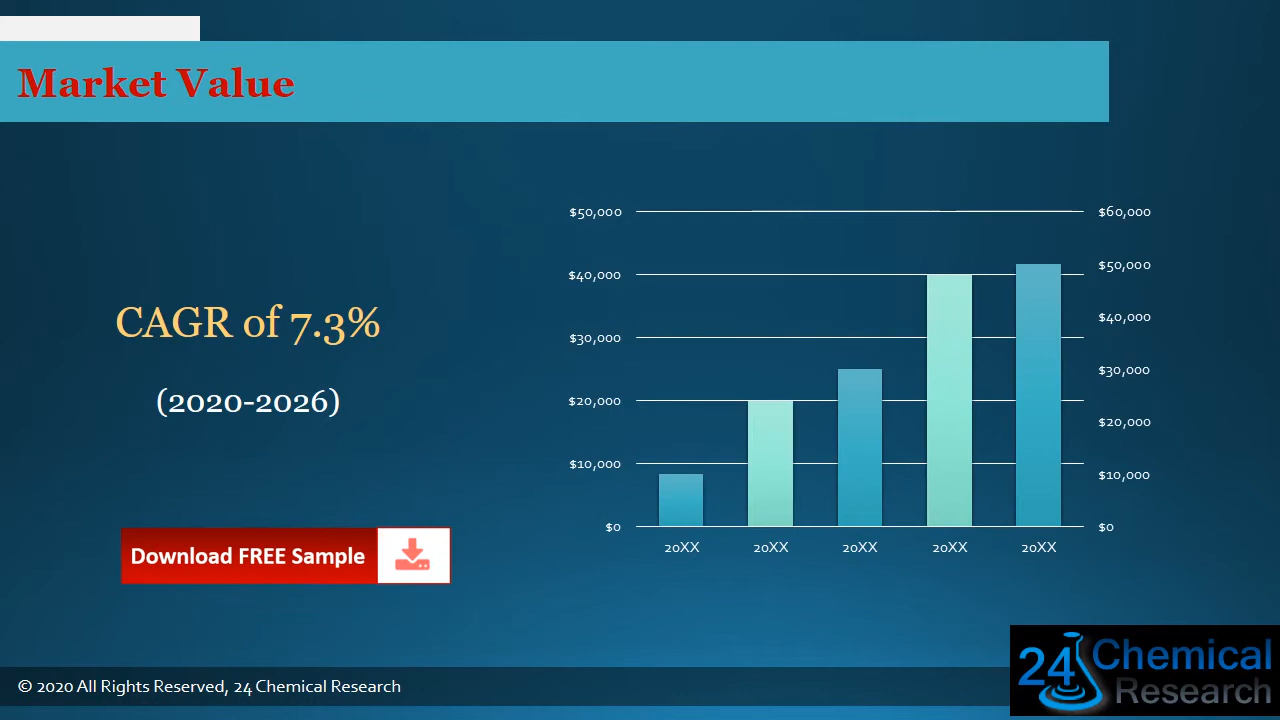 Market Value
CAGR of 7.3%
(2020-2026)
Download FREE Sample
$50,000
$40,000
$30,000
$20,000
$10,000
$0
$60,000
$50,000
$40,000
$30,000
$20,000
$10,000
$0
20XX 20XX 20XX 20XX 20XX
© 2020 All Rights Reserved, 24 Chemical Research
24 Chemical
Research